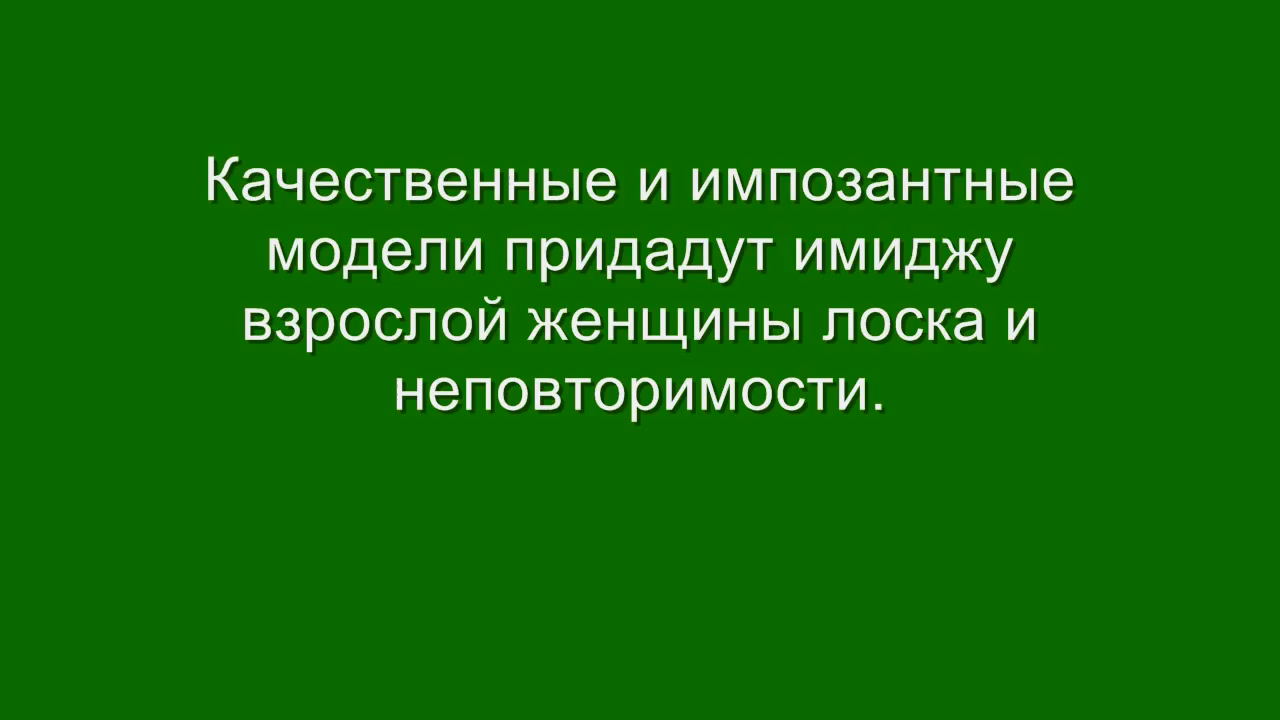 Качественные и импозантные
модели придадут имиджу
взрослой женщины лоска и
неповторимости.